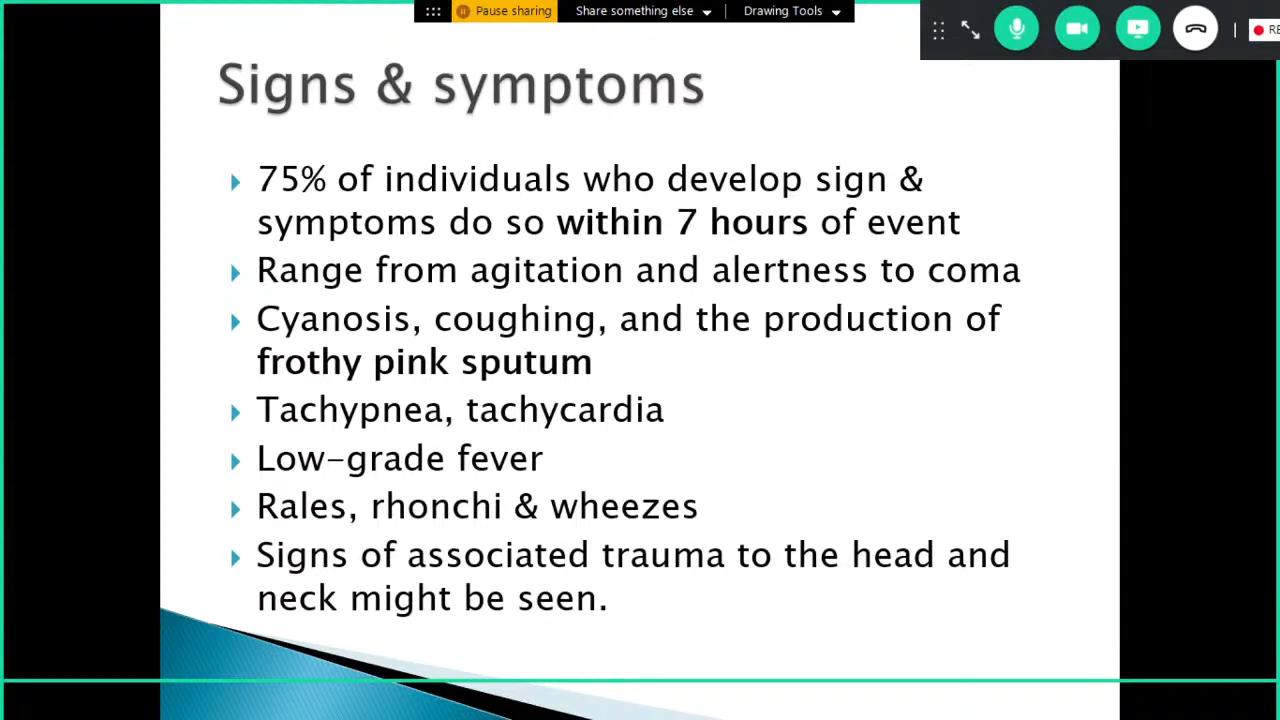 Pause sharing
Share something else
Drawing Tools
RE
Signs & symptoms
75% of individuals who develop sign &
symptoms do so within 7 hours of event
Range from agitation and alertness to coma
Cyanosis, coughing, and the production of
frothy pink sputum
Tachypnea, tachycardia
Low-grade fever
Rales, rhonchi & wheezes
Signs of associated trauma to the head and
neck might be seen.